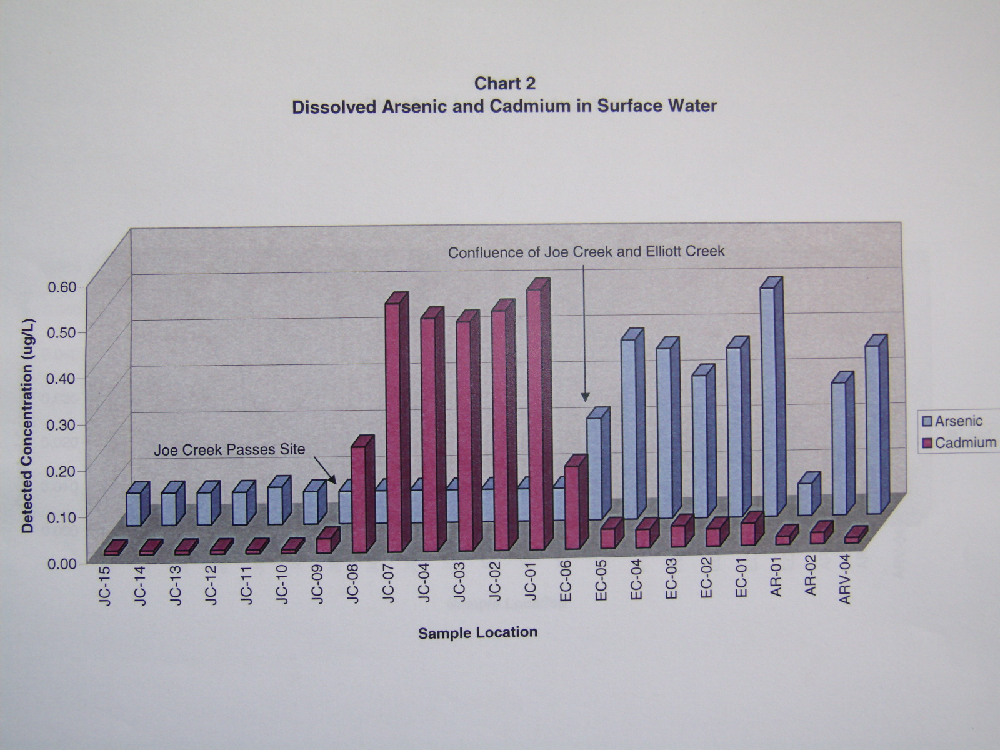 Chart 2
Dissolved Arsenic and Cadmium in Surface Water
Confluence of Joe Creek and Elliott Creek
Joe Creek Passes Site
Detected Concentration (ug/L)
0.60
0.50
0.40
0.30
0.20
0.10
0.00
Arsenic
Cadmium
JC-15
JC-14
JC-13
JC-12
JC-11
JC-10
JC-09
JC-08
JC-07
JC-04
JC-03
JC-02
JC-01
EC-06
EC-05
EC-04
EC-03
EC-02
EC-01
AR-01
AR-02
ARV-04
Sample Location